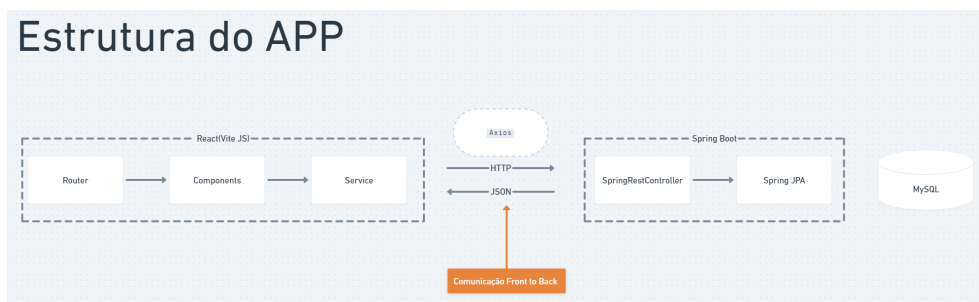 Estrutura do APP
React(Vite JS)
Router
Components
Service
Axios
HTTP
JSON
Comunicação Front to Back
Spring Boot
SpringRestController
Spring JPA
MySQL